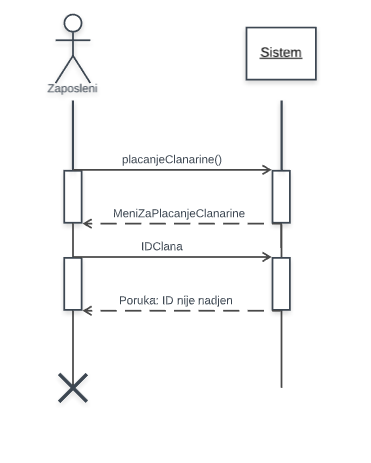 Zaposleni
Sistem
placanjeClanarine()
MeniZaPlacanjeClanarine
IDClana
Poruka: ID nije nadjen